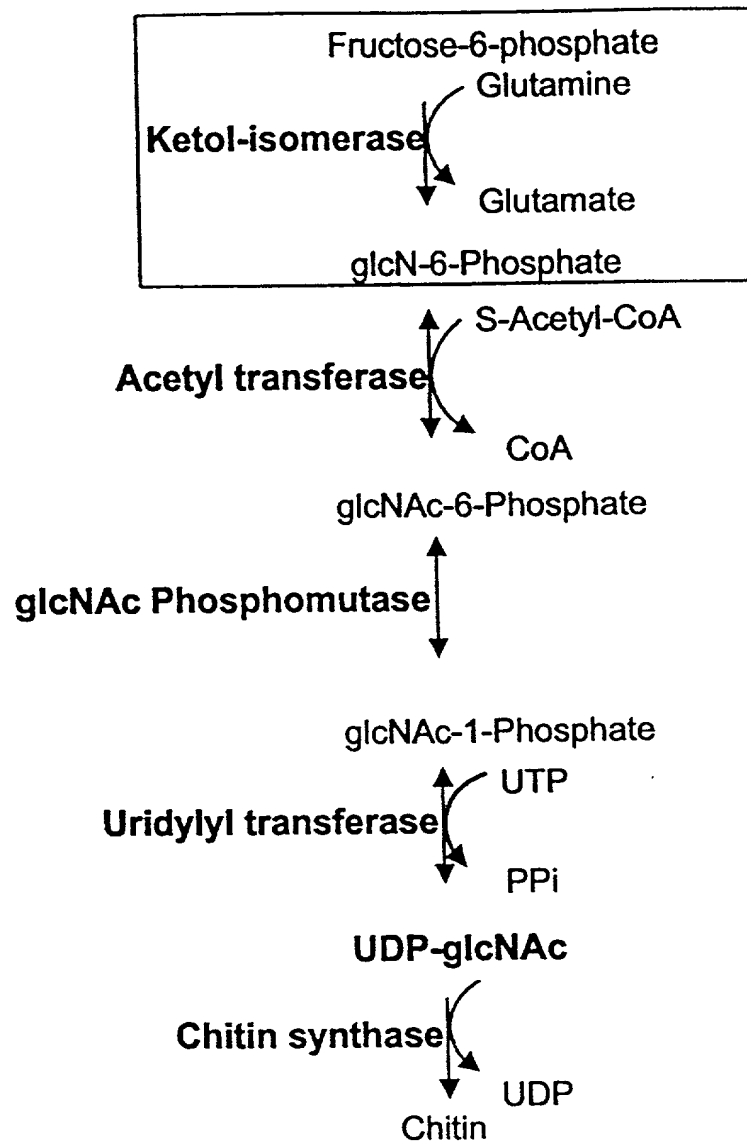 Fructose-6-phosphate
Glutamine
Ketol-isomerase
Glutamate
glcN-6-Phosphate
S-Acetyl-CoA
Acetyl transferase
CoA
glcNAc-6-Phosphate
glcNAc Phosphomutase
glcNAc-1-Phosphate
UTP
Uridylyl transferase
PPi
UDP-glcNAc
Chitin synthase
UDP
Chitin